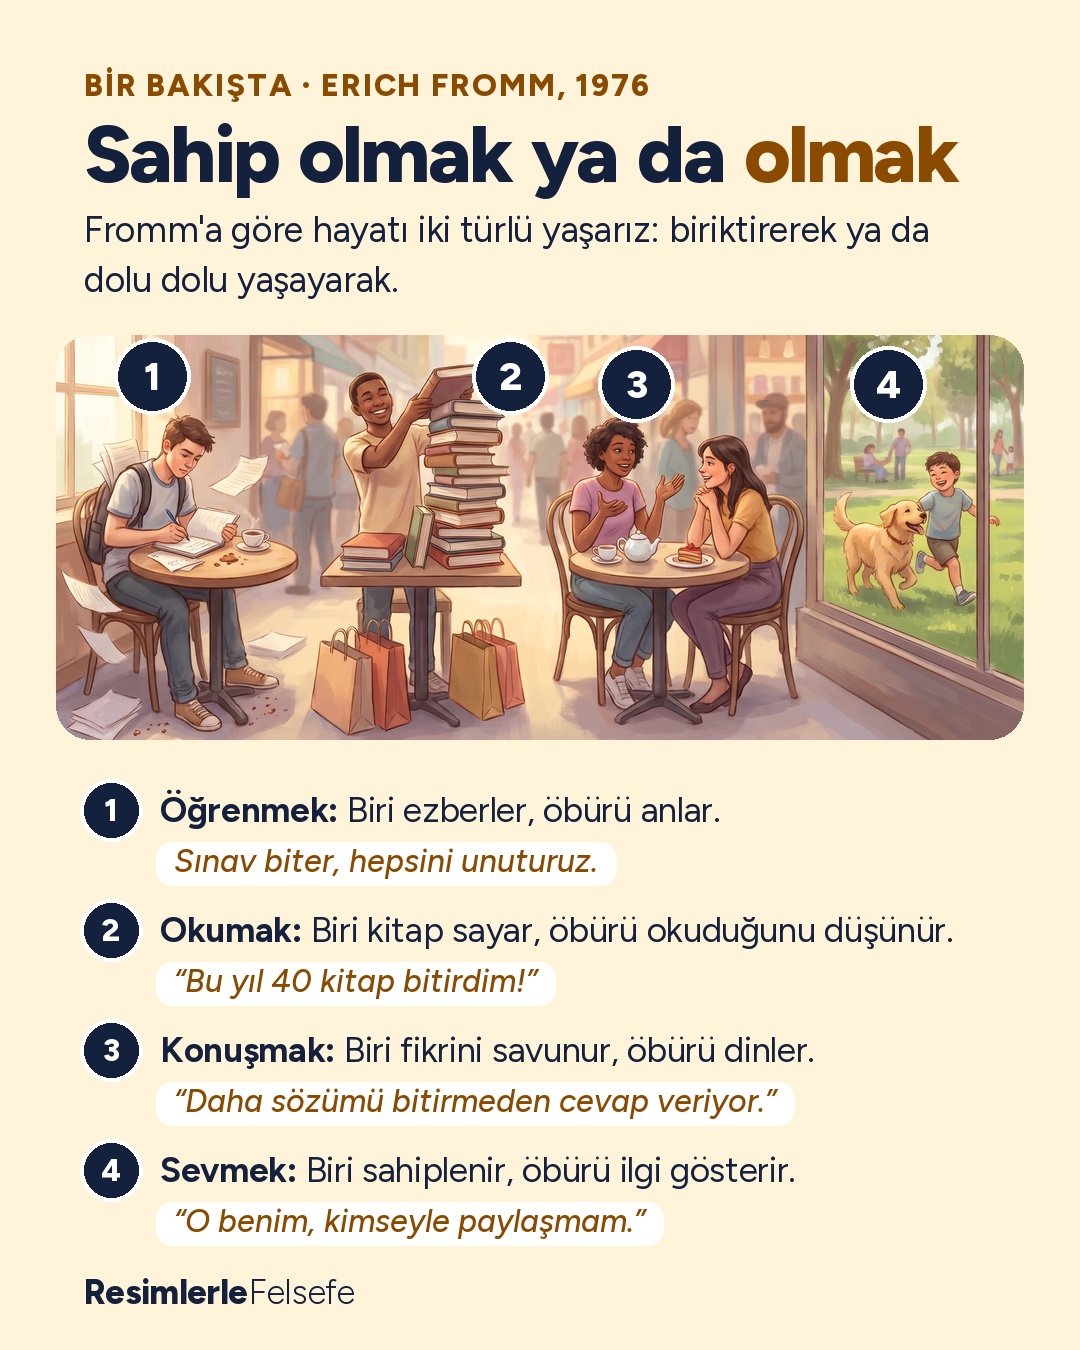 BİR BAKIŞTA · ERICH FROMM, 1976
Sahip olmak ya da olmak
Fromm'a göre hayatı iki türlü yaşarız: biriktirerek ya da
dolu dolu yaşayarak.
1
2
3
4
1 Öğrenmek: Biri ezberler, öbürü anlar.
Sınav biter, hepsini unuturuz.
2 Okumak: Biri kitap sayar, öbürü okuduğunu düşünür.
“Bu yıl 40 kitap bitirdim!”
3 Konuşmak: Biri fikrini savunur, öbürü dinler.
“Daha sözümü bitirmeden cevap veriyor.”
4 Sevmek: Biri sahiplenir, öbürü ilgi gösterir.
“O benim, kimseyle paylaşmam.”
ResimlerleFelsefe